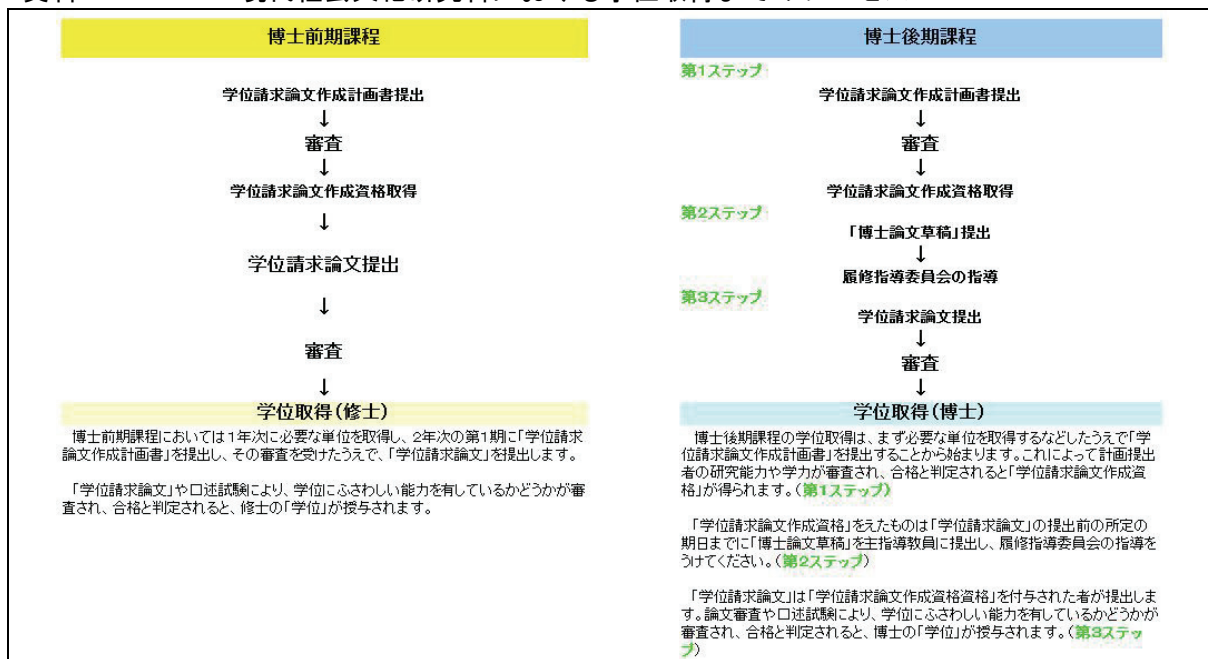 博士前期課程
学位請求論文作成計画書提出
↓
審査
↓
学位請求論文作成資格取得
↓
学位請求論文提出
↓
審査
↓
学位取得(修士)
博士前期課程においては1年次に必要な単位を取得し、2年次の第1期に「学位請求
論文作成計画書」を提出し、その審査を受けたうえで、「学位請求論文」を提出します。
「学位請求論文」や口述試験により、学位にふさわしい能力を有しているかどうかが審
査され、合格と判定されると、修士の「学位」が授与されます。
博士後期課程
第1ステップ
学位請求論文作成計画書提出
↓
審査
↓
学位請求論文作成資格取得
第2ステップ
「博士論文草稿」提出
↓
履修指導委員会の指導
第3ステップ
学位請求論文提出
↓
審査
↓
学位取得(博士)
博士後期課程の学位取得は、まず必要な単位を取得するなどしたうえで「学
位請求論文作成計画書」を提出することから始まります。これによって計画提出
者の研究能力や学力が審査され、合格と判定されると「学位請求論文作成資
格」が得られます。(第1ステップ)
「学位請求論文作成資格」をえたものは「学位請求論文」の提出前の所定の
期日までに「博士論文草稿」を主指導教員に提出し、履修指導委員会の指導を
うけてください。(第2ステップ)
「学位請求論文」は「学位請求論文作成資格資格」を付与された者が提出しま
す。論文審査や口述試験により、学位にふさわしい能力を有しているかどうかが
審査され、合格と判定されると、博士の「学位」が授与されます。(第3ステッ
プ)